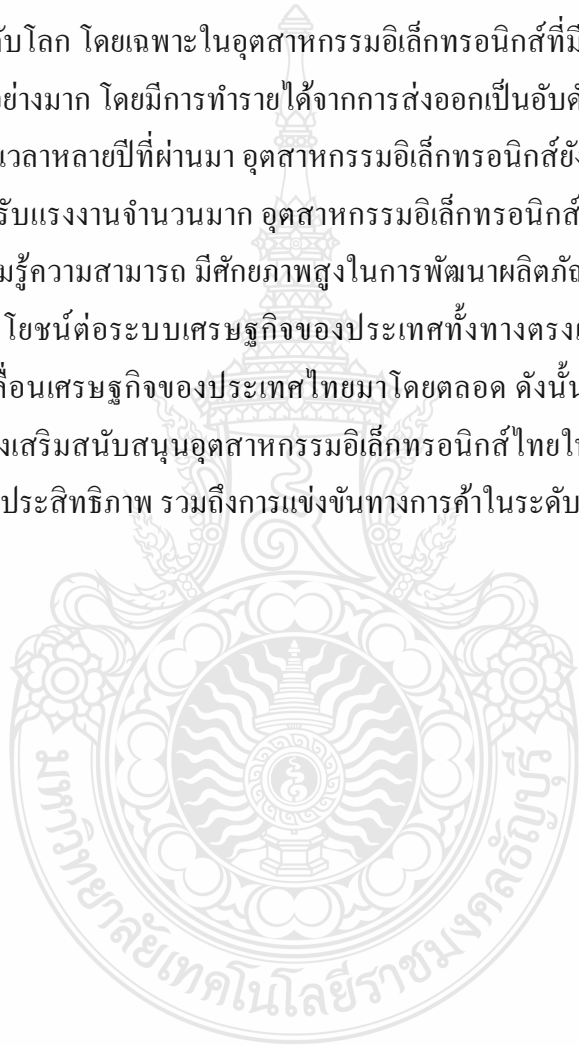 ับโลก โดยเฉพาะในอุตสาหกรรมอิเล็กทรอนิกส์ที่มี
อย่างมาก โดยมีการทำรายได้จากการส่งออกเป็นอับดั
นเวลาหลายปีที่ผ่านมา อุตสาหกรรมอิเล็กทรอนิกส์ยัง
รับแรงงานจำนวนมาก อุตสาหกรรมอิเล็กทรอนิกส์
มรู้ความสามารถ มีศักยภาพสูงในการพัฒนาผลิตภัณ
โยชน์ต่อระบบเศรษฐกิจของประเทศทั้งทางตรงแ
ลื่อนเศรษฐกิจของประเทศไทยมาโดยตลอด ดังนั้น
งเสริมสนับสนุนอุตสาหกรรมอิเล็กทรอนิกส์ไทยให
ประสิทธิภาพ รวมถึงการแข่งขันทางการค้าในระดับ
มหาวิทยาลัยเทคโนโลยีราชมงคลธัญบุรี